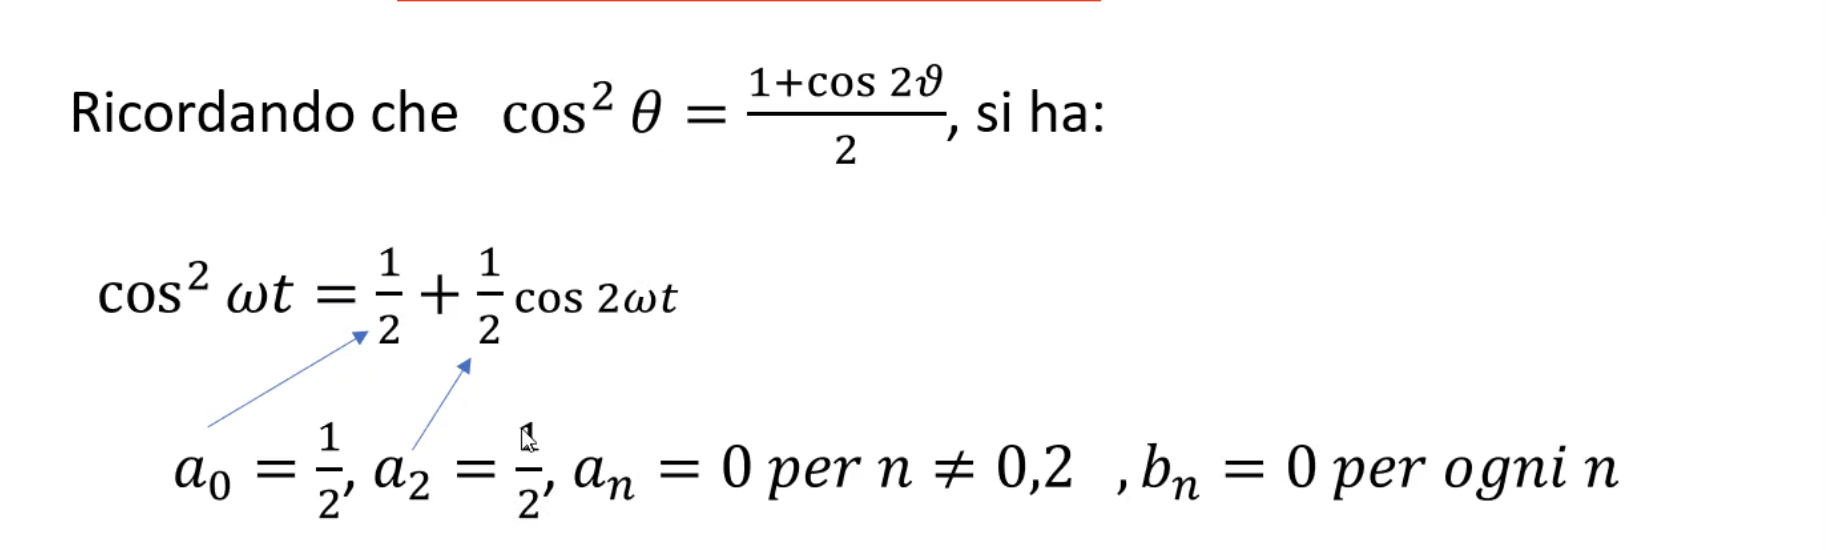 Ricordando che cos² θ = (1+cos 2ϑ)/2, si ha:
cos² ωt = 1/2 + 1/2 cos 2ωt
a₀ = 1/2, a₂ = 1/2, aₙ = 0 per n ≠ 0,2 , bₙ = 0 per ogni n